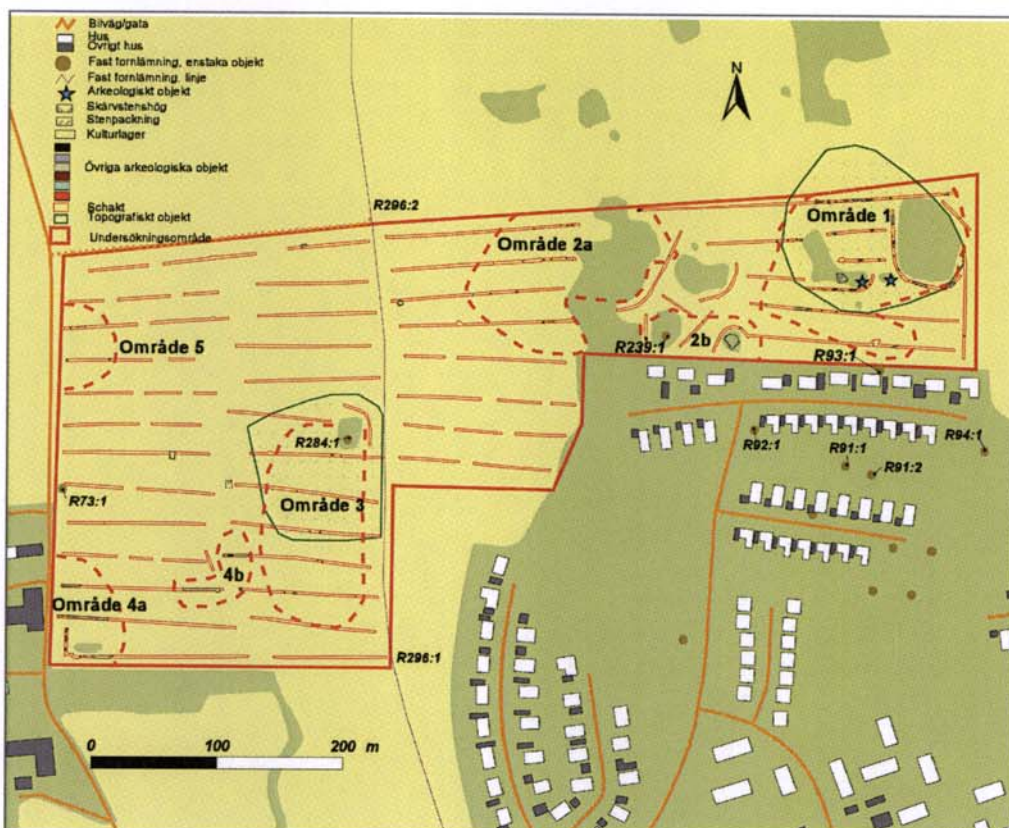 Bilväg/gata
Hus
Övrigt hus
Fast fornlämning, enstaka objekt
Fast fornlämning. linje
Arkeologiskt objekt
Skärvstenshög
Stenpackning
Kulturlager
Övriga arkeologiska objekt
Schakt
Topografiskt objekt
Undersökningsområde
N
R296:2
Område 1
Område 2a
Område 5
R239:1
2b
R93:1
R284:1
R92:1
R91:1
R94:1
R91:2
R73:1
Område 3
4b
Område 4a
R296:1
0 100 200 m